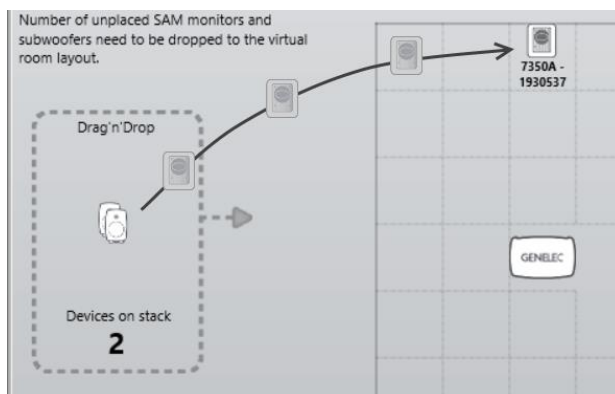 Number of unplaced SAM monitors and
subwoofers need to be dropped to the virtual
room layout.
Drag'n'Drop
Devices on stack
2
7350A -
1930537
GENELEC